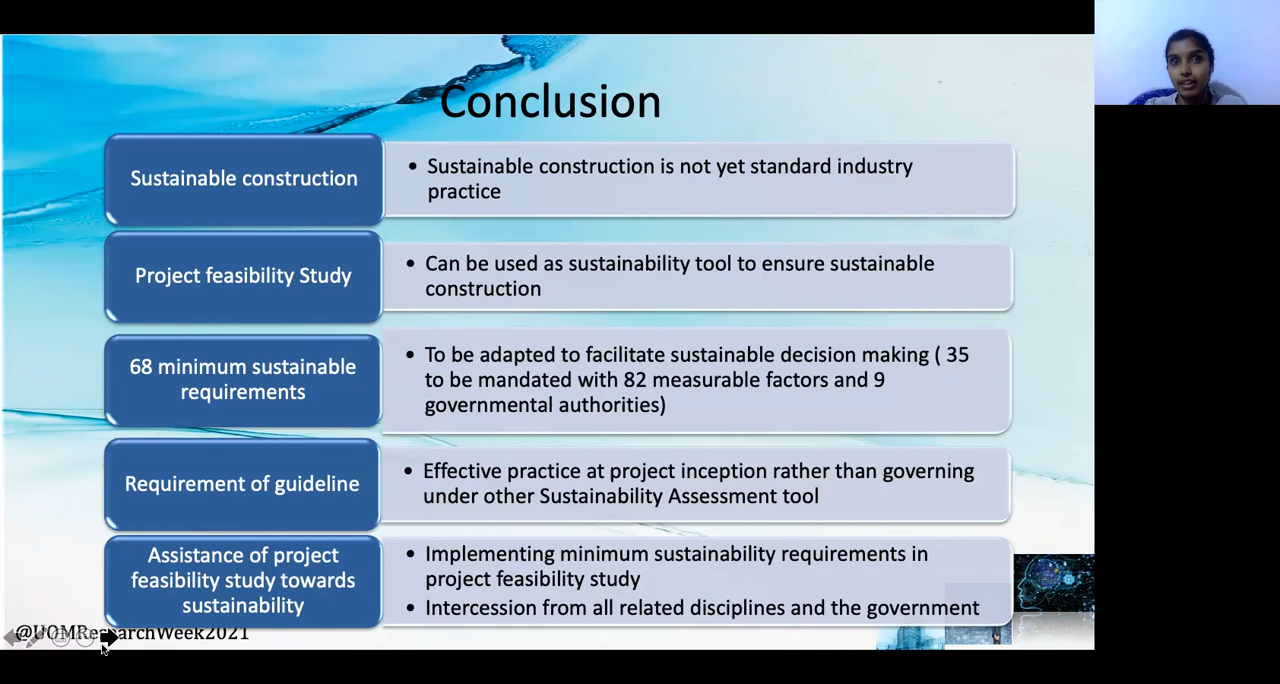 Conclusion
Sustainable construction
• Sustainable construction is not yet standard industry
practice
Project feasibility Study
• Can be used as sustainability tool to ensure sustainable
construction
68 minimum sustainable
requirements
• To be adapted to facilitate sustainable decision making ( 35
to be mandated with 82 measurable factors and 9
governmental authorities)
Requirement of guideline
• Effective practice at project inception rather than governing
under other Sustainability Assessment tool
Assistance of project
feasibility study towards
sustainability
• Implementing minimum sustainability requirements in
project feasibility study
• Intercession from all related disciplines and the government
@UOMResearchWeek2021